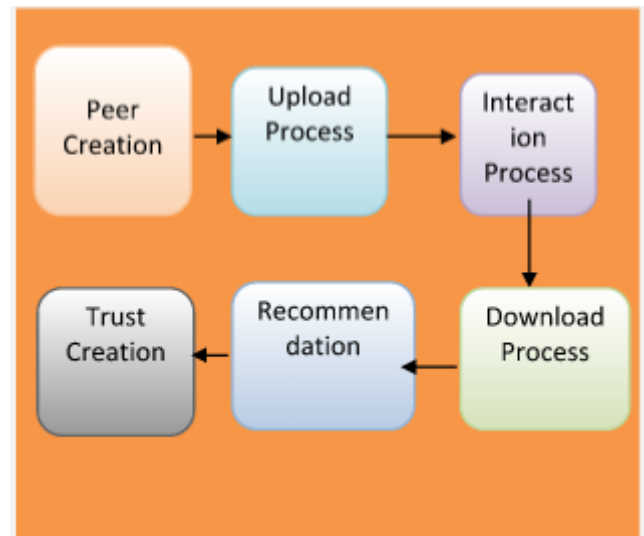 Peer
Creation
Upload
Process
Interact
ion
Process
Trust
Creation
Recommen
dation
Download
Process